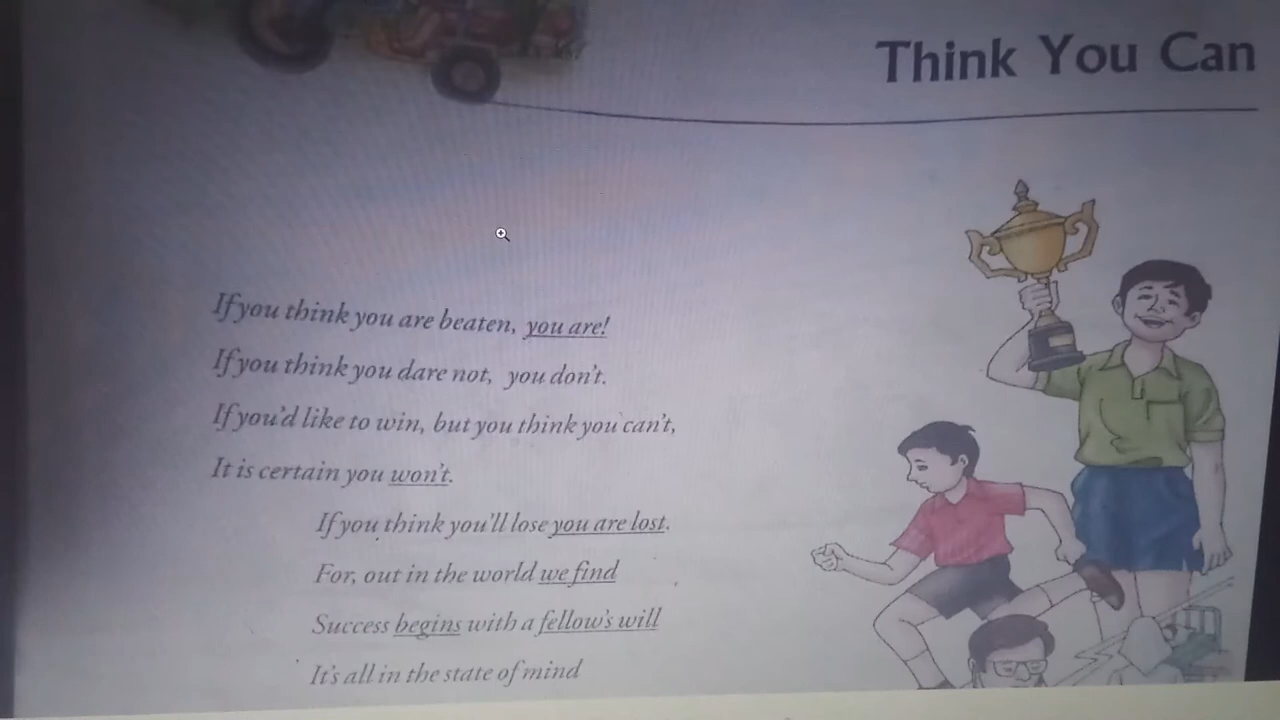 Think You Can
If you think you are beaten, you are!
If you think you dare not, you don't.
If you'd like to win, but you think you can't,
It is certain you won't.
If you think you'll lose you are lost.
For, out in the world we find
Success begins with a fellow's will
It's all in the state of mind